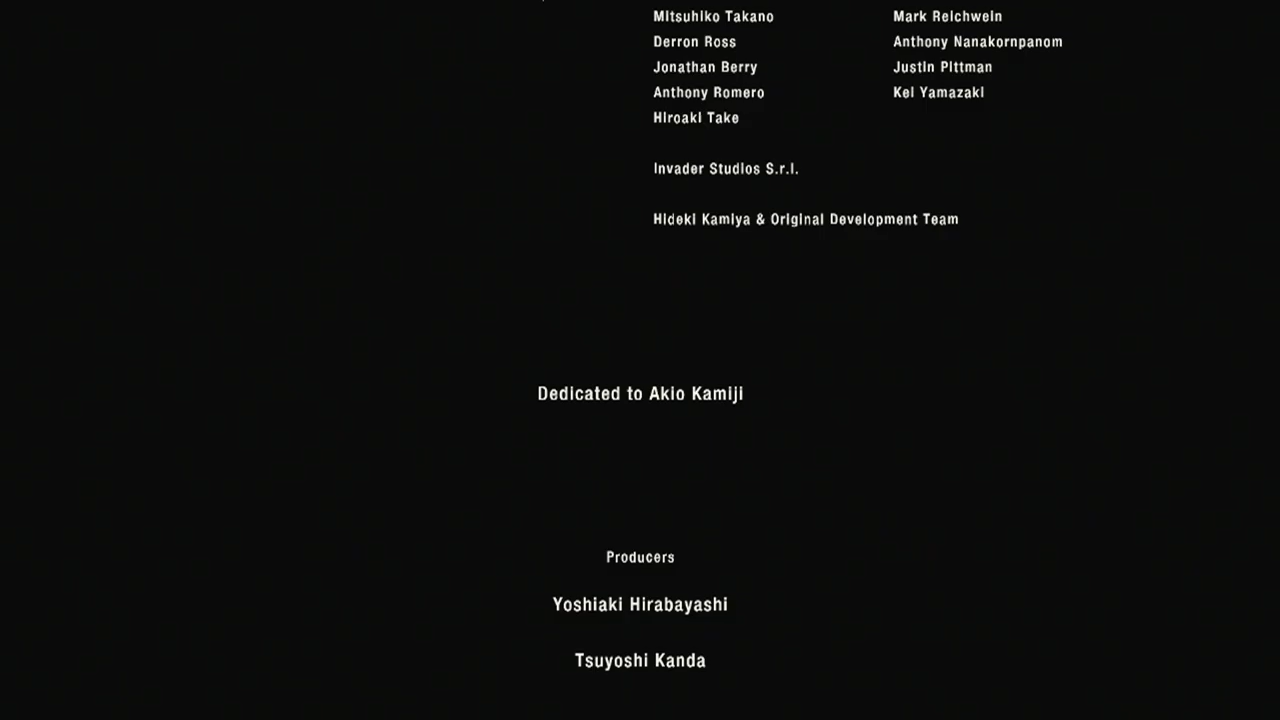 Mitsuhiko Takano
Mark Reichwein
Derron Ross
Anthony Nanakornpanom
Jonathan Berry
Justin Pittman
Anthony Romero
Kei Yamazaki
Hiroaki Take
Invader Studios S.r.l.
Hideki Kamiya & Original Development Team
Dedicated to Akio Kamiji
Producers
Yoshiaki Hirabayashi
Tsuyoshi Kanda